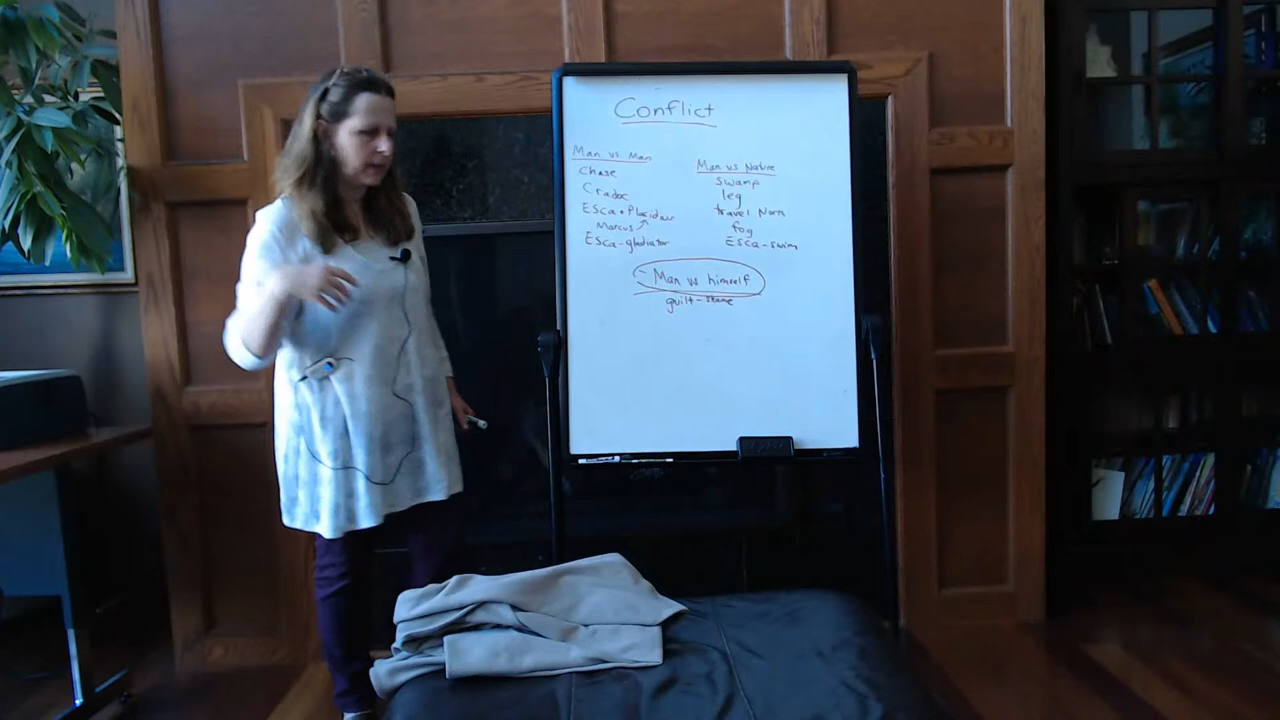 Conflict
Man vs. Man
chase
Cradoc
Esca + Placidus
Marcus
Esca-gladiator
Man vs Nature
swamp
leg
travel North
fog
Esca-swim
Man vs himself
guilt-shame